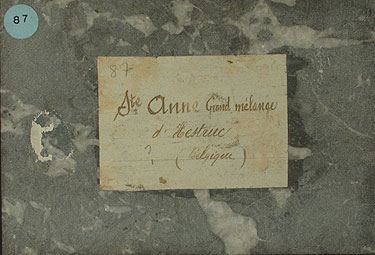 87
87
Ste Anne Grand mélange
d'Hestrue
? (Belgique)